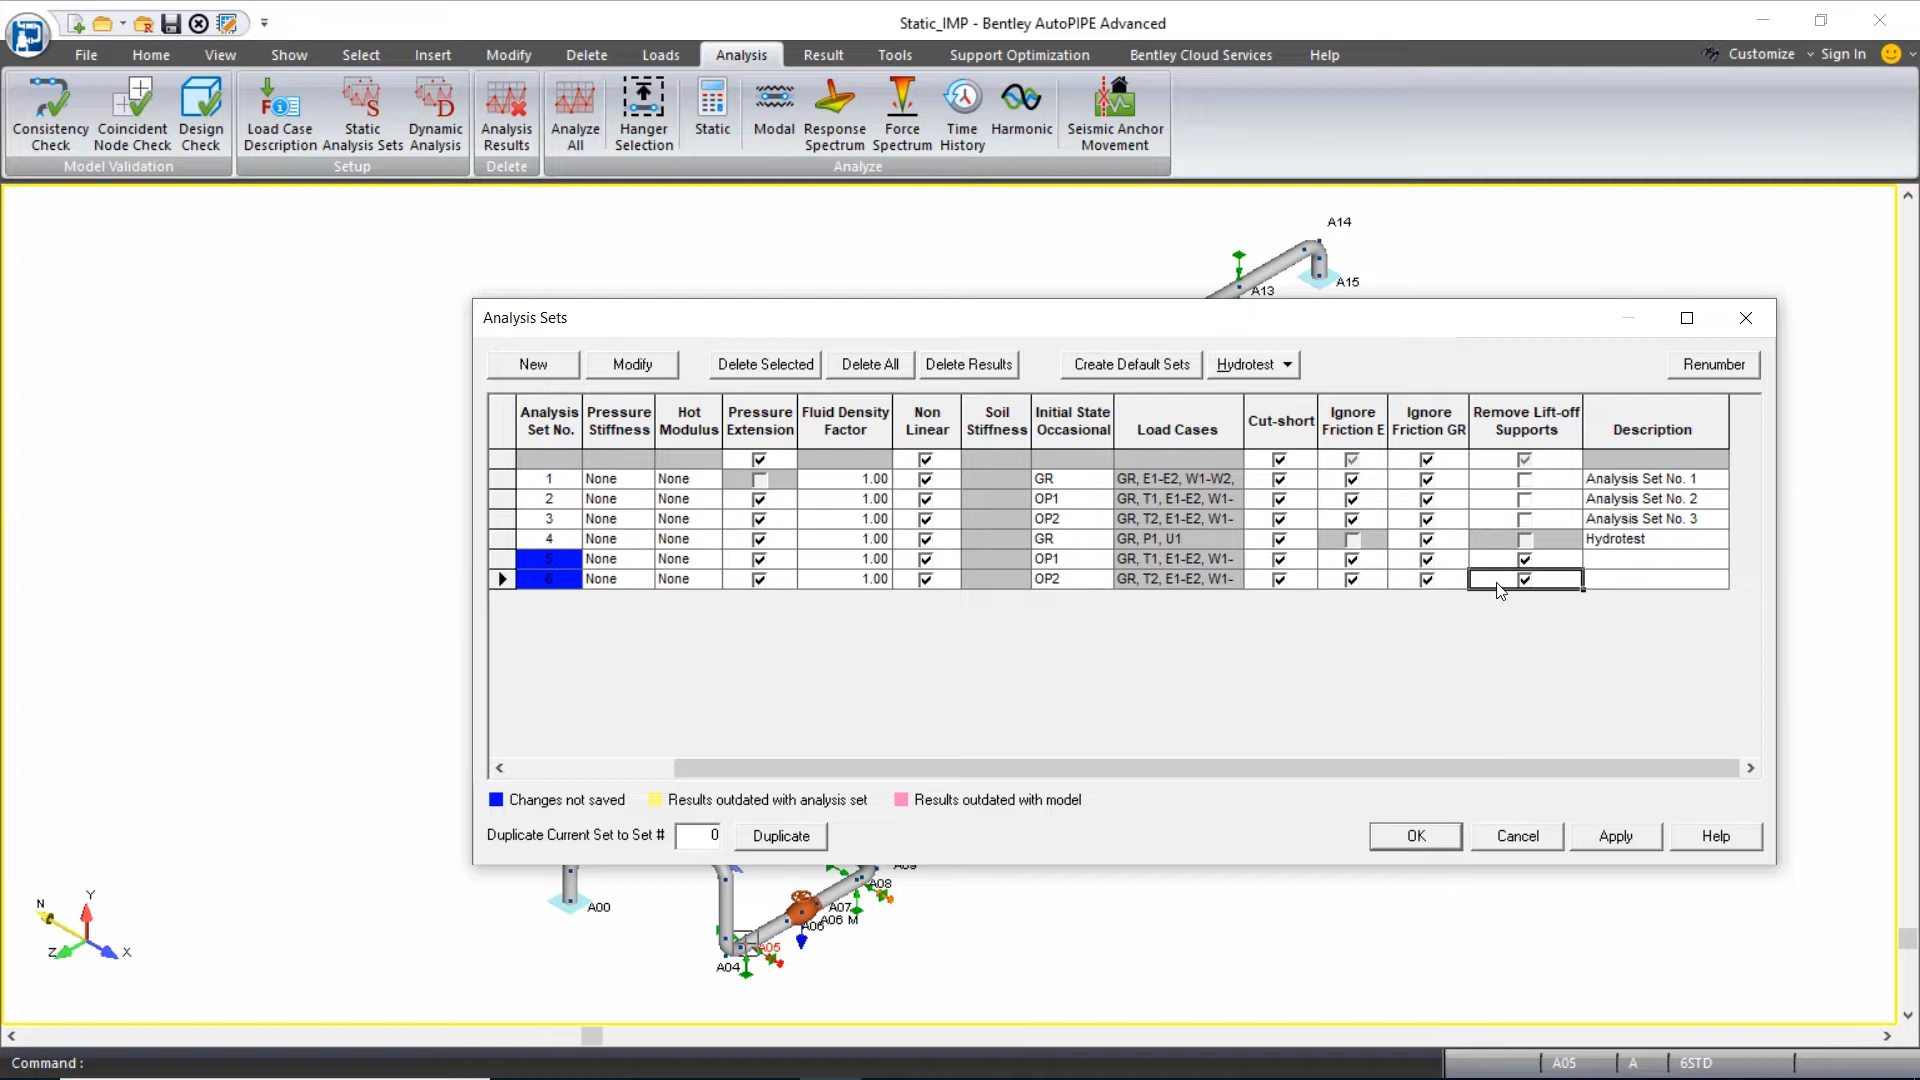 Static_IMP - Bentley AutoPIPE Advanced
File Home View Show Select Insert Modify Delete Loads Analysis Result Tools Support Optimization Bentley Cloud Services Help Customize Sign In
Consistency Check
Coincident Node Check
Design Check
Load Case Description
Static Analysis Sets
Dynamic Analysis
Analysis Results
Analyze All
Hanger Selection
Static
Modal
Response Spectrum
Force Spectrum
Time History
Harmonic
Seismic Anchor Movement
Model Validation Setup Delete Analyze
A14
A15
A13
Analysis Sets
New Modify Delete Selected Delete All Delete Results Create Default Sets Hydrotest Renumber
Analysis Set No. Pressure Stiffness Hot Modulus Pressure Extension Fluid Density Factor Non Linear Soil Stiffness Initial State Occasional Load Cases Cut-short Ignore Friction E Ignore Friction GR Remove Lift-off Supports Description
1 None None 1.00 GR GR, E1-E2, W1-W2, Analysis Set No. 1
2 None None 1.00 OP1 GR, T1, E1-E2, W1- Analysis Set No. 2
3 None None 1.00 OP2 GR, T2, E1-E2, W1- Analysis Set No. 3
4 None None 1.00 GR GR, P1, U1 Hydrotest
5 None None 1.00 OP1 GR, T1, E1-E2, W1-
6 None None 1.00 OP2 GR, T2, E1-E2, W1-
Changes not saved Results outdated with analysis set Results outdated with model
Duplicate Current Set to Set # 0 Duplicate OK Cancel Apply Help
A09
A08
A00
A07
A06 M
A06
A05
A04
N Y Z X
Command :
A05 A 6STD